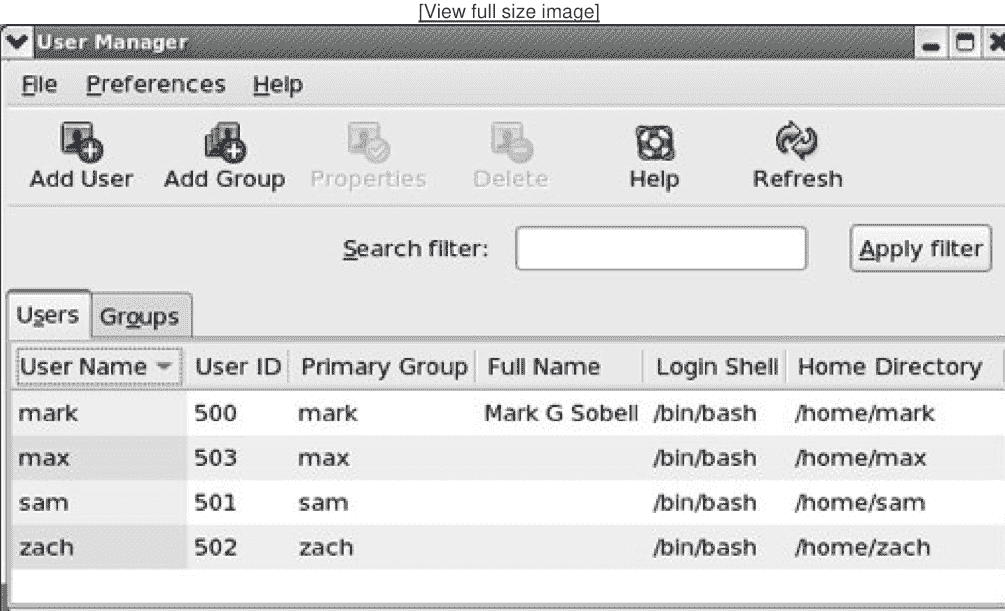 [View full size image]
User Manager
File Preferences Help
Add User Add Group Properties Delete Help Refresh
Search filter: Apply filter
Users Groups
User Name User ID Primary Group Full Name Login Shell Home Directory
mark 500 mark Mark G Sobell /bin/bash /home/mark
max 503 max /bin/bash /home/max
sam 501 sam /bin/bash /home/sam
zach 502 zach /bin/bash /home/zach